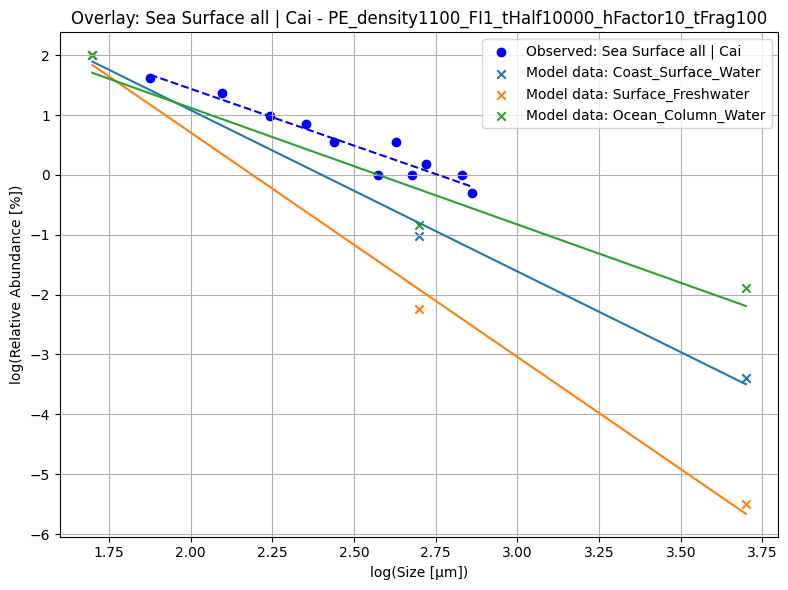 Overlay: Sea Surface all | Cai - PE_density1100_FI1_tHalf10000_hFactor10_tFrag100
Observed: Sea Surface all | Cai
Model data: Coast_Surface_Water
Model data: Surface_Freshwater
Model data: Ocean_Column_Water
log(Relative Abundance [%])
2
1
0
−1
−2
−3
−4
−5
−6
1.75 2.00 2.25 2.50 2.75 3.00 3.25 3.50 3.75
log(Size [μm])